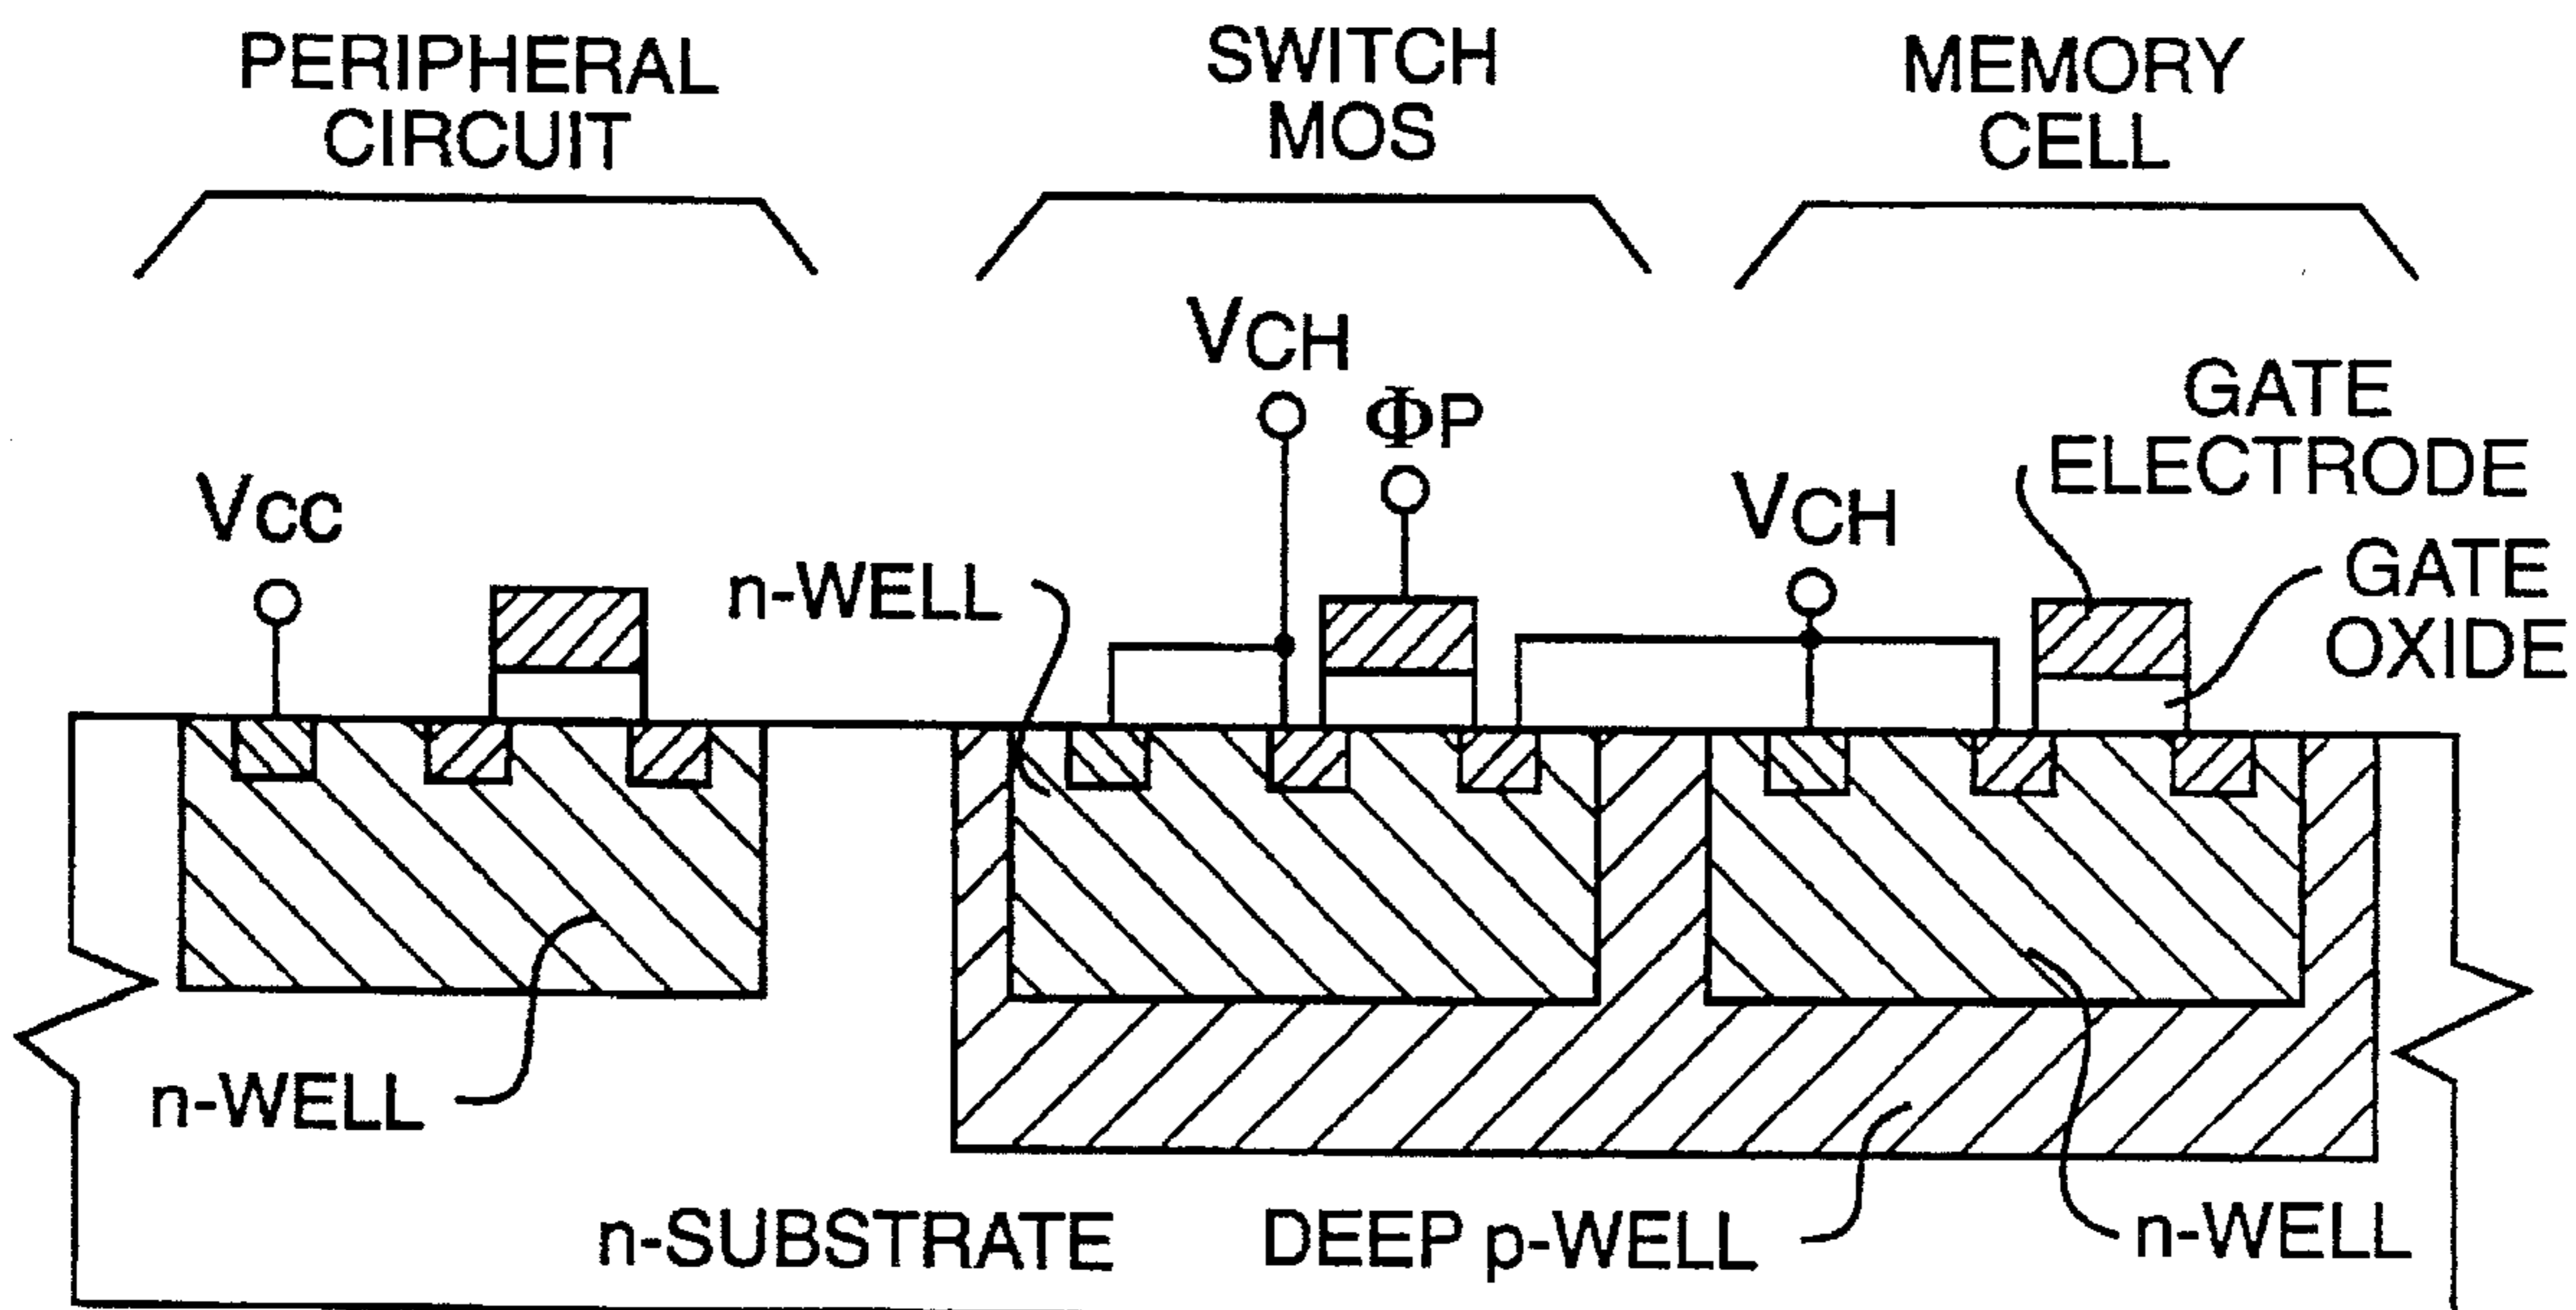 PERIPHERAL
CIRCUIT
SWITCH
MOS
MEMORY
CELL
VCH
ΦP
GATE
ELECTRODE
VCC
VCH
n-WELL
GATE
OXIDE
n-WELL
n-SUBSTRATE
DEEP p-WELL
n-WELL